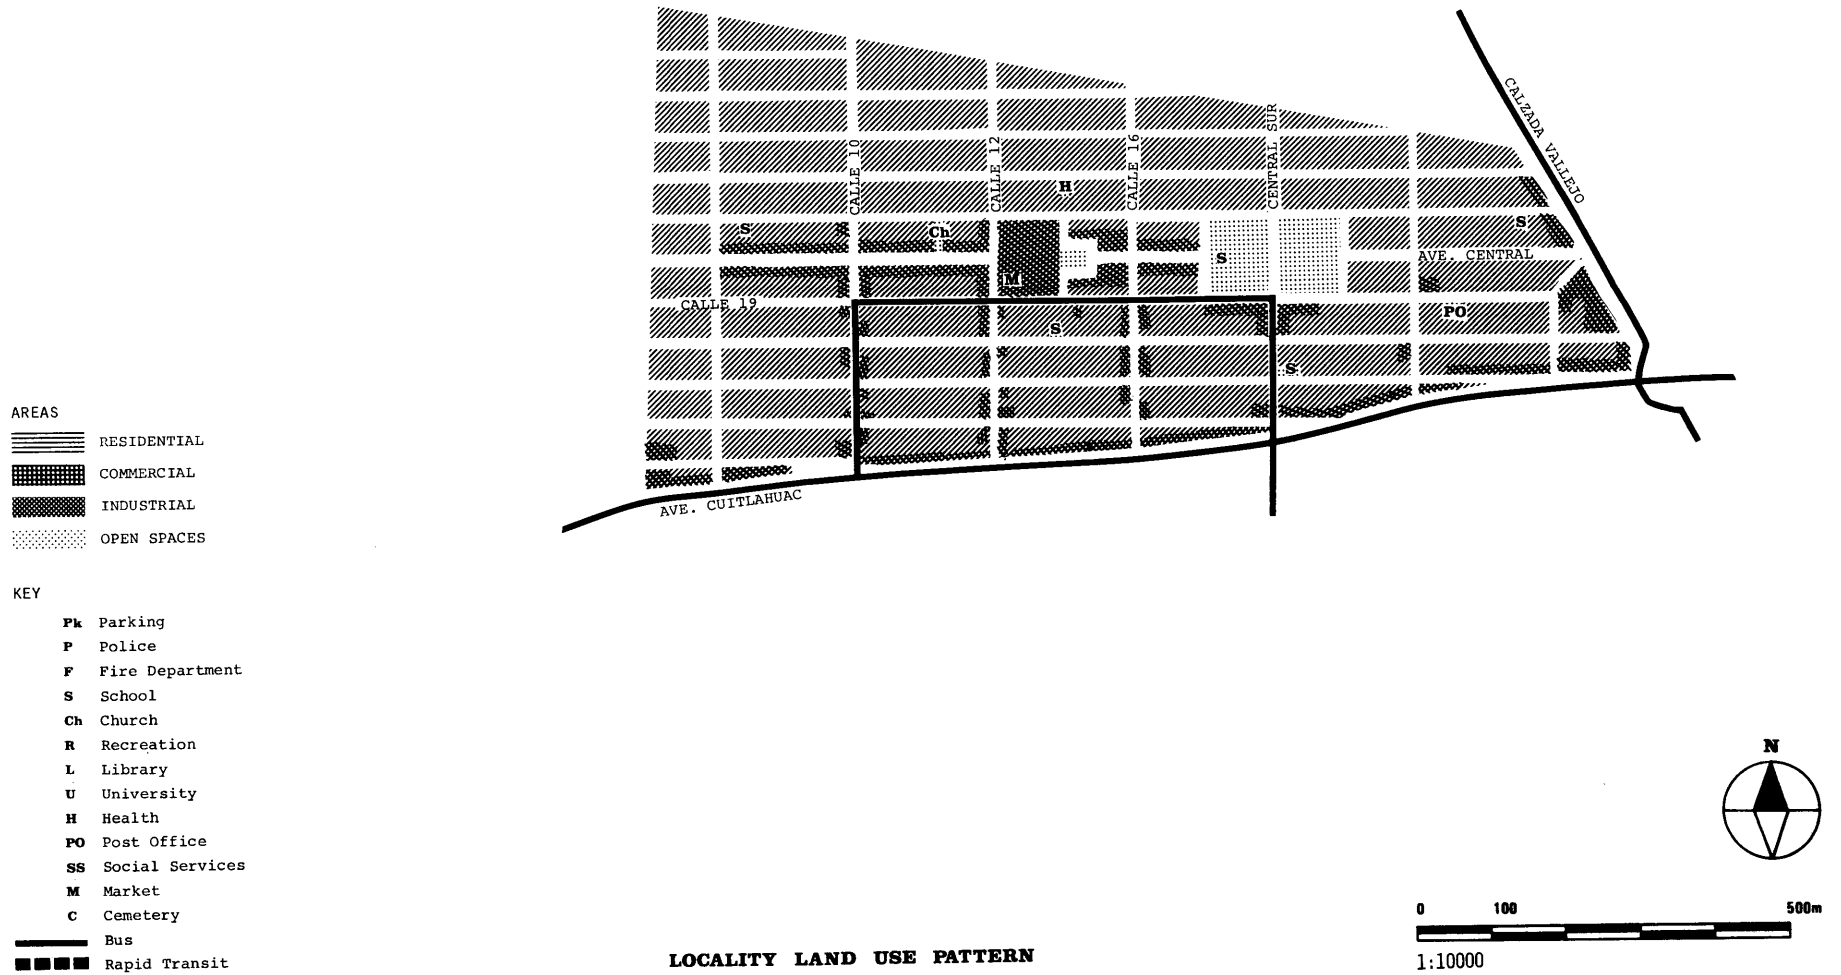 CALZADA VALLEJO
CALLE 10
CALLE 12
CALLE 16
CENTRAL SUR
H
S
Ch
S
S
AVE. CENTRAL
M
CALLE 19
S
PO
S
AVE. CUITLAHUAC
AREAS
RESIDENTIAL
COMMERCIAL
INDUSTRIAL
OPEN SPACES
KEY
Pk Parking
P Police
F Fire Department
S School
Ch Church
R Recreation
L Library
U University
H Health
PO Post Office
SS Social Services
M Market
C Cemetery
Bus
Rapid Transit
LOCALITY LAND USE PATTERN
N
0 100 500m
1:10000